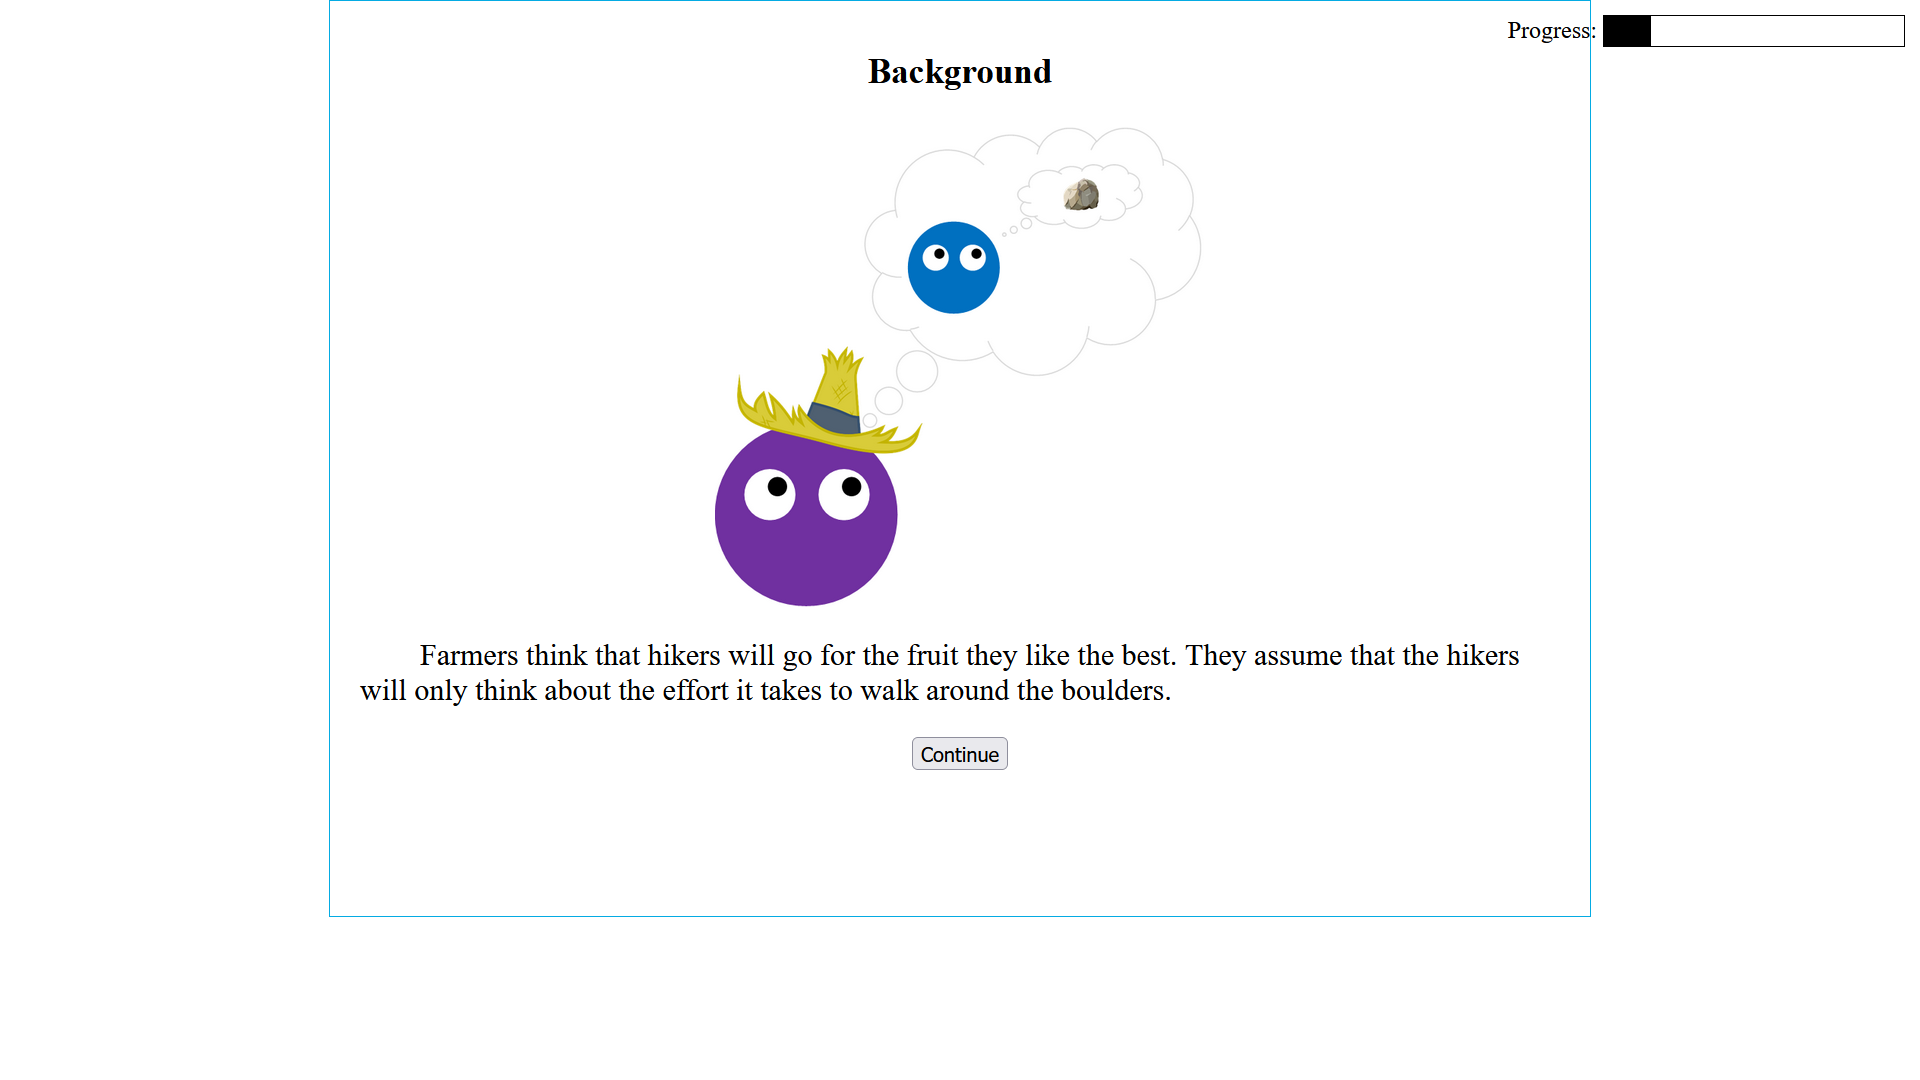 Progress:
Background
Farmers think that hikers will go for the fruit they like the best. They assume that the hikers
will only think about the effort it takes to walk around the boulders.
Continue